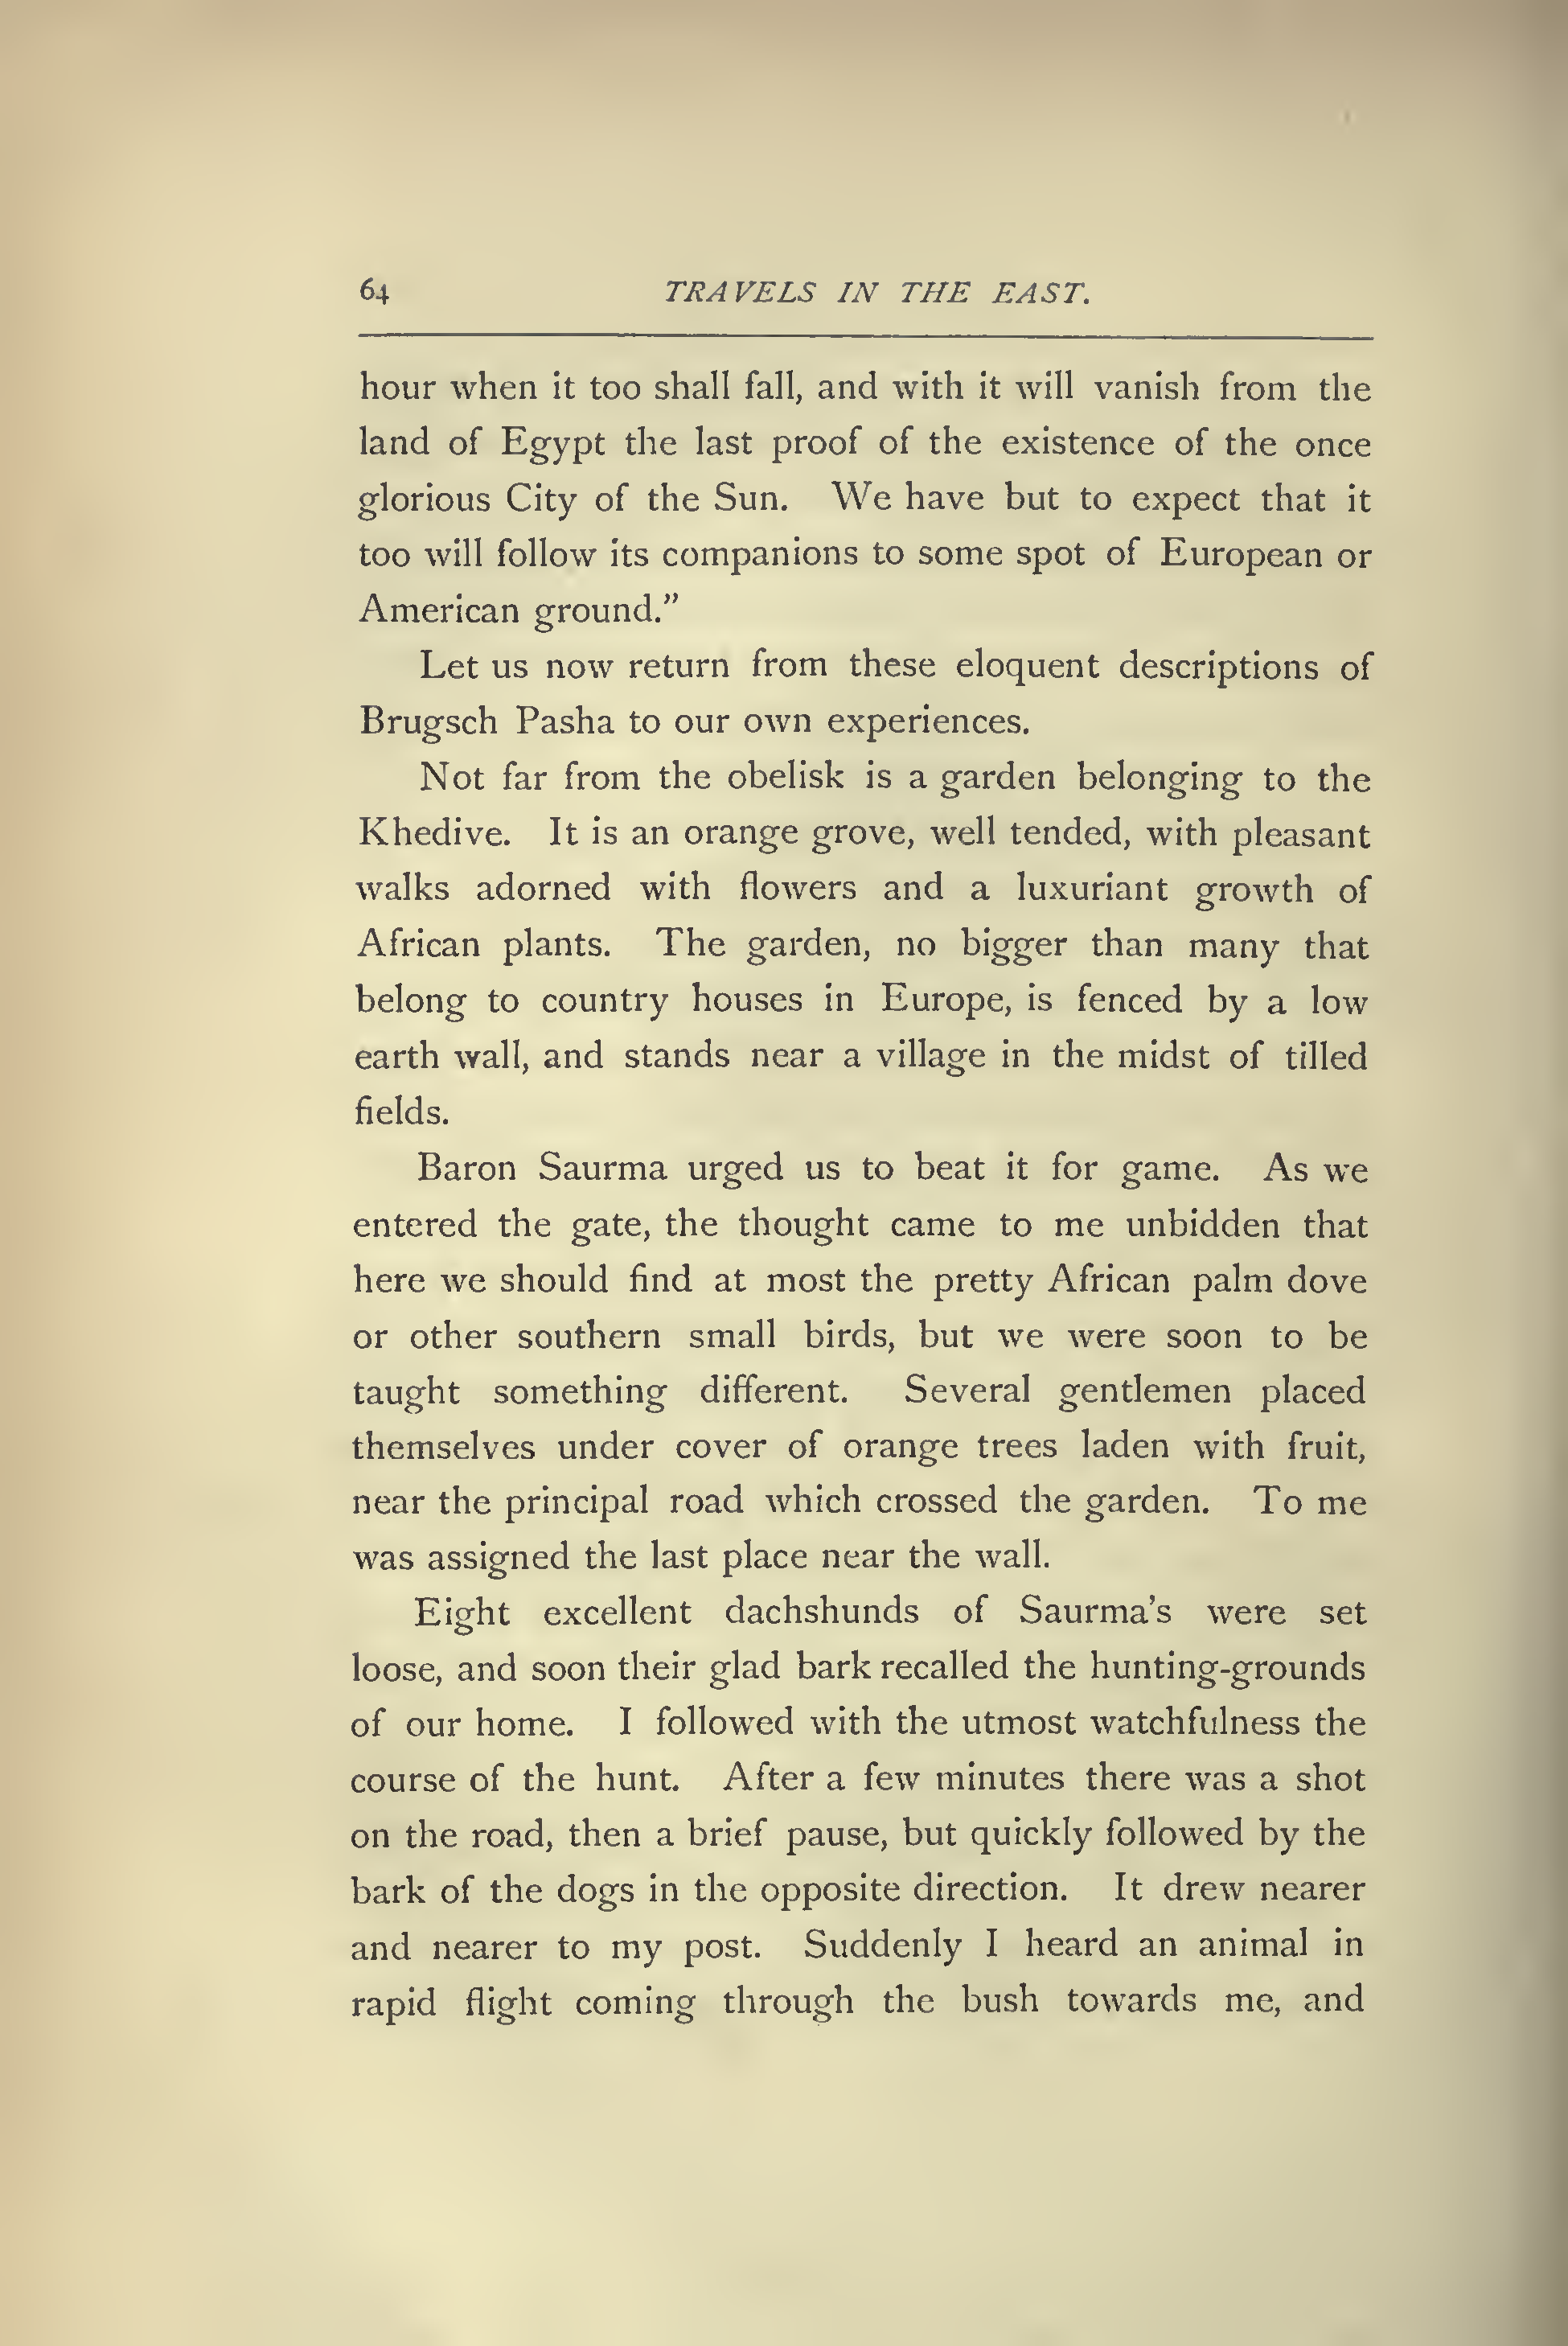 64 TRAVELS IN THE EAST.
hour when it too shall fall, and with it will vanish from the
land of Egypt the last proof of the existence of the once
glorious City of the Sun. We have but to expect that it
too will follow its companions to some spot of European or
American ground.”
Let us now return from these eloquent descriptions of
Brugsch Pasha to our own experiences.
Not far from the obelisk is a garden belonging to the
Khedive. It is an orange grove, well tended, with pleasant
walks adorned with flowers and a luxuriant growth of
African plants. The garden, no bigger than many that
belong to country houses in Europe, is fenced by a low
earth wall, and stands near a village in the midst of tilled
fields.
Baron Saurma urged us to beat it for game. As we
entered the gate, the thought came to me unbidden that
here we should find at most the pretty African palm dove
or other southern small birds, but we were soon to be
taught something different. Several gentlemen placed
themselves under cover of orange trees laden with fruit,
near the principal road which crossed the garden. To me
was assigned the last place near the wall.
Eight excellent dachshunds of Saurma’s were set
loose, and soon their glad bark recalled the hunting-grounds
of our home. I followed with the utmost watchfulness the
course of the hunt. After a few minutes there was a shot
on the road, then a brief pause, but quickly followed by the
bark of the dogs in the opposite direction. It drew nearer
and nearer to my post. Suddenly I heard an animal in
rapid flight coming through the bush towards me, and